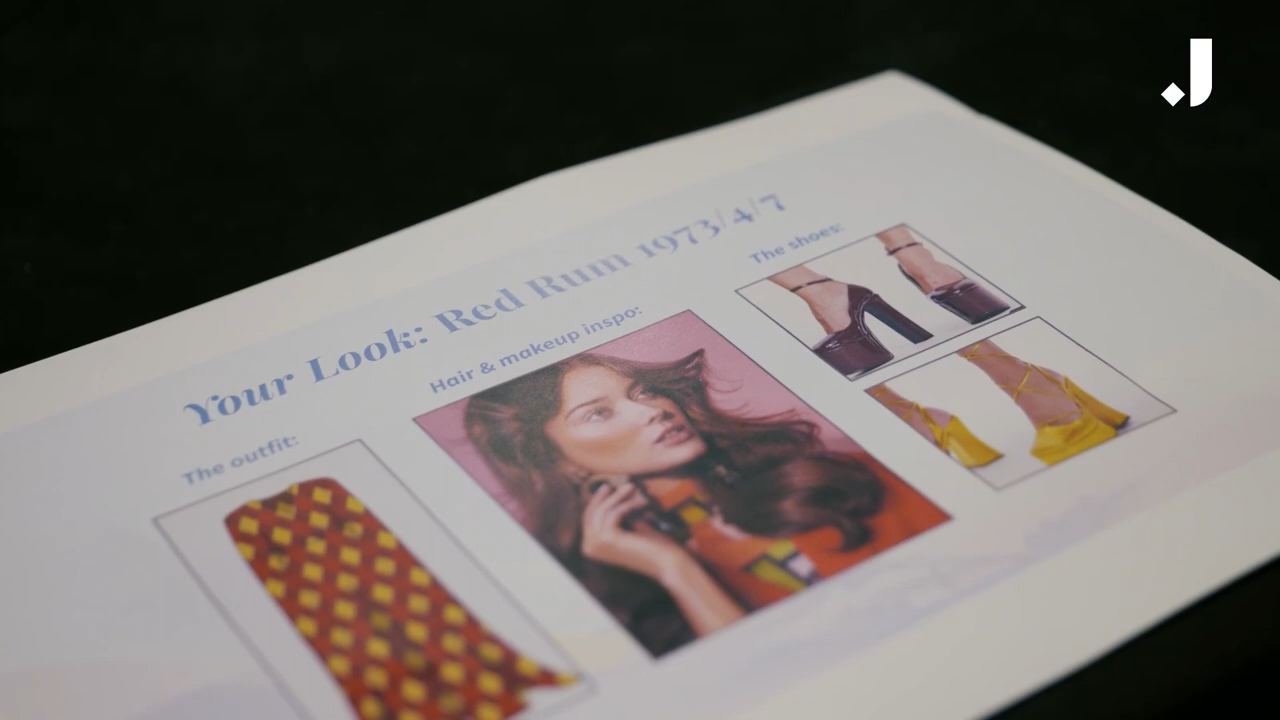 Your Look: Red Rum 1973/4/7
The outfit:
Hair & makeup inspo:
The shoes:
J